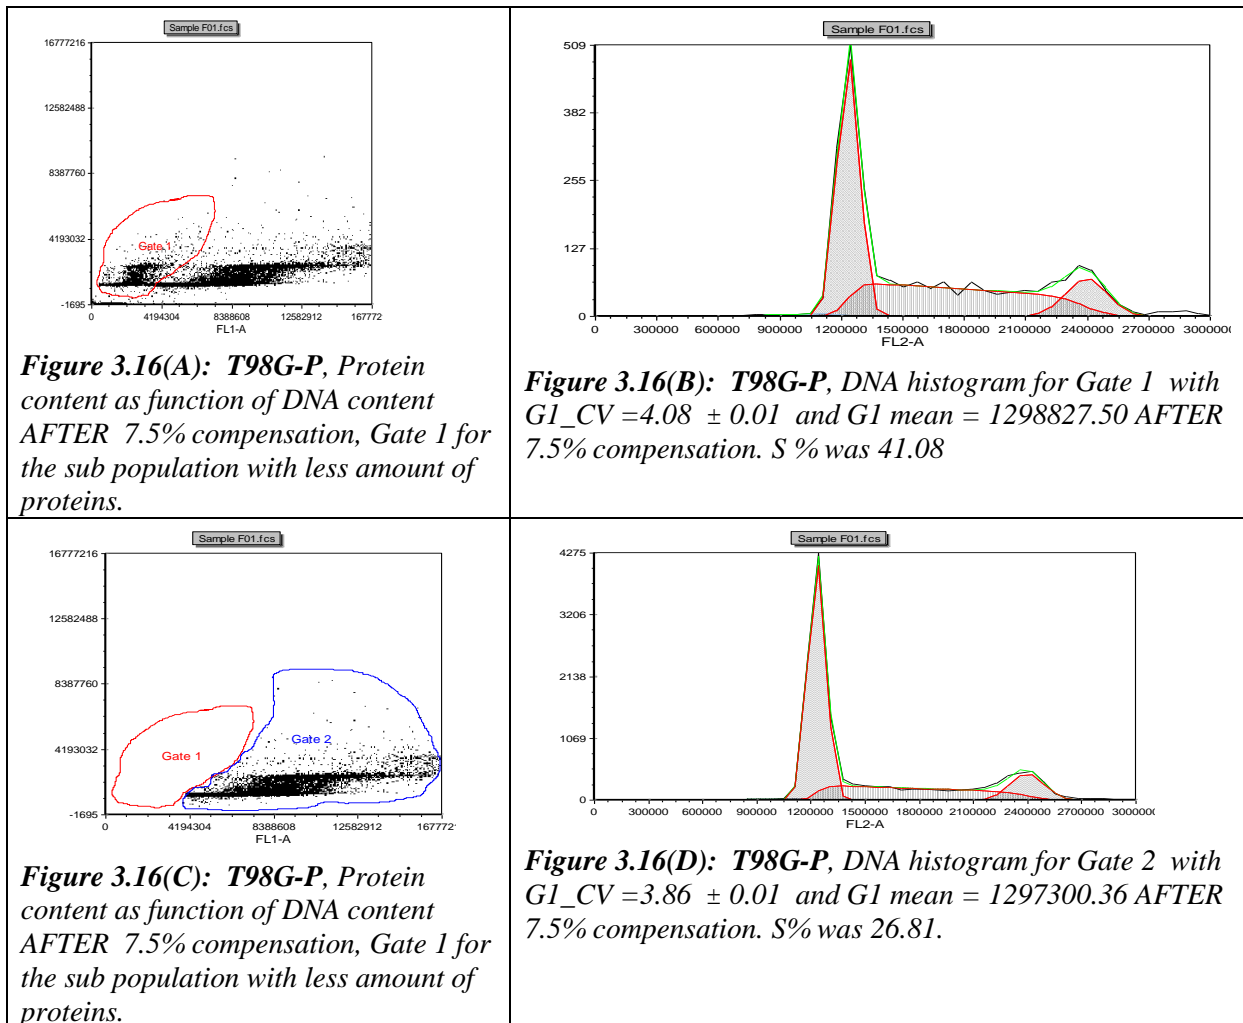 Sample F01.fcs
16777216
12582488
8387760
4193032
-1695
Gate 1
0 4194304 8388608 12582912 167772
FL1-A
Figure 3.16(A): T98G-P, Protein
content as function of DNA content
AFTER 7.5% compensation, Gate 1 for
the sub population with less amount of
proteins.
Sample F01.fcs
509
382
255
127
0
0 300000 600000 900000 1200000 1500000 1800000 2100000 2400000 2700000 3000000
FL2-A
Figure 3.16(B): T98G-P, DNA histogram for Gate 1 with
G1_CV =4.08 ± 0.01 and G1 mean = 1298827.50 AFTER
7.5% compensation. S % was 41.08
Sample F01.fcs
16777216
12582488
8387760
4193032
-1695
Gate 1
Gate 2
0 4194304 8388608 12582912 167772
FL1-A
Figure 3.16(C): T98G-P, Protein
content as function of DNA content
AFTER 7.5% compensation, Gate 1 for
the sub population with less amount of
proteins.
Sample F01.fcs
4275
3206
2138
1069
0
0 300000 600000 900000 1200000 1500000 1800000 2100000 2400000 2700000 3000000
FL2-A
Figure 3.16(D): T98G-P, DNA histogram for Gate 2 with
G1_CV =3.86 ± 0.01 and G1 mean = 1297300.36 AFTER
7.5% compensation. S% was 26.81.